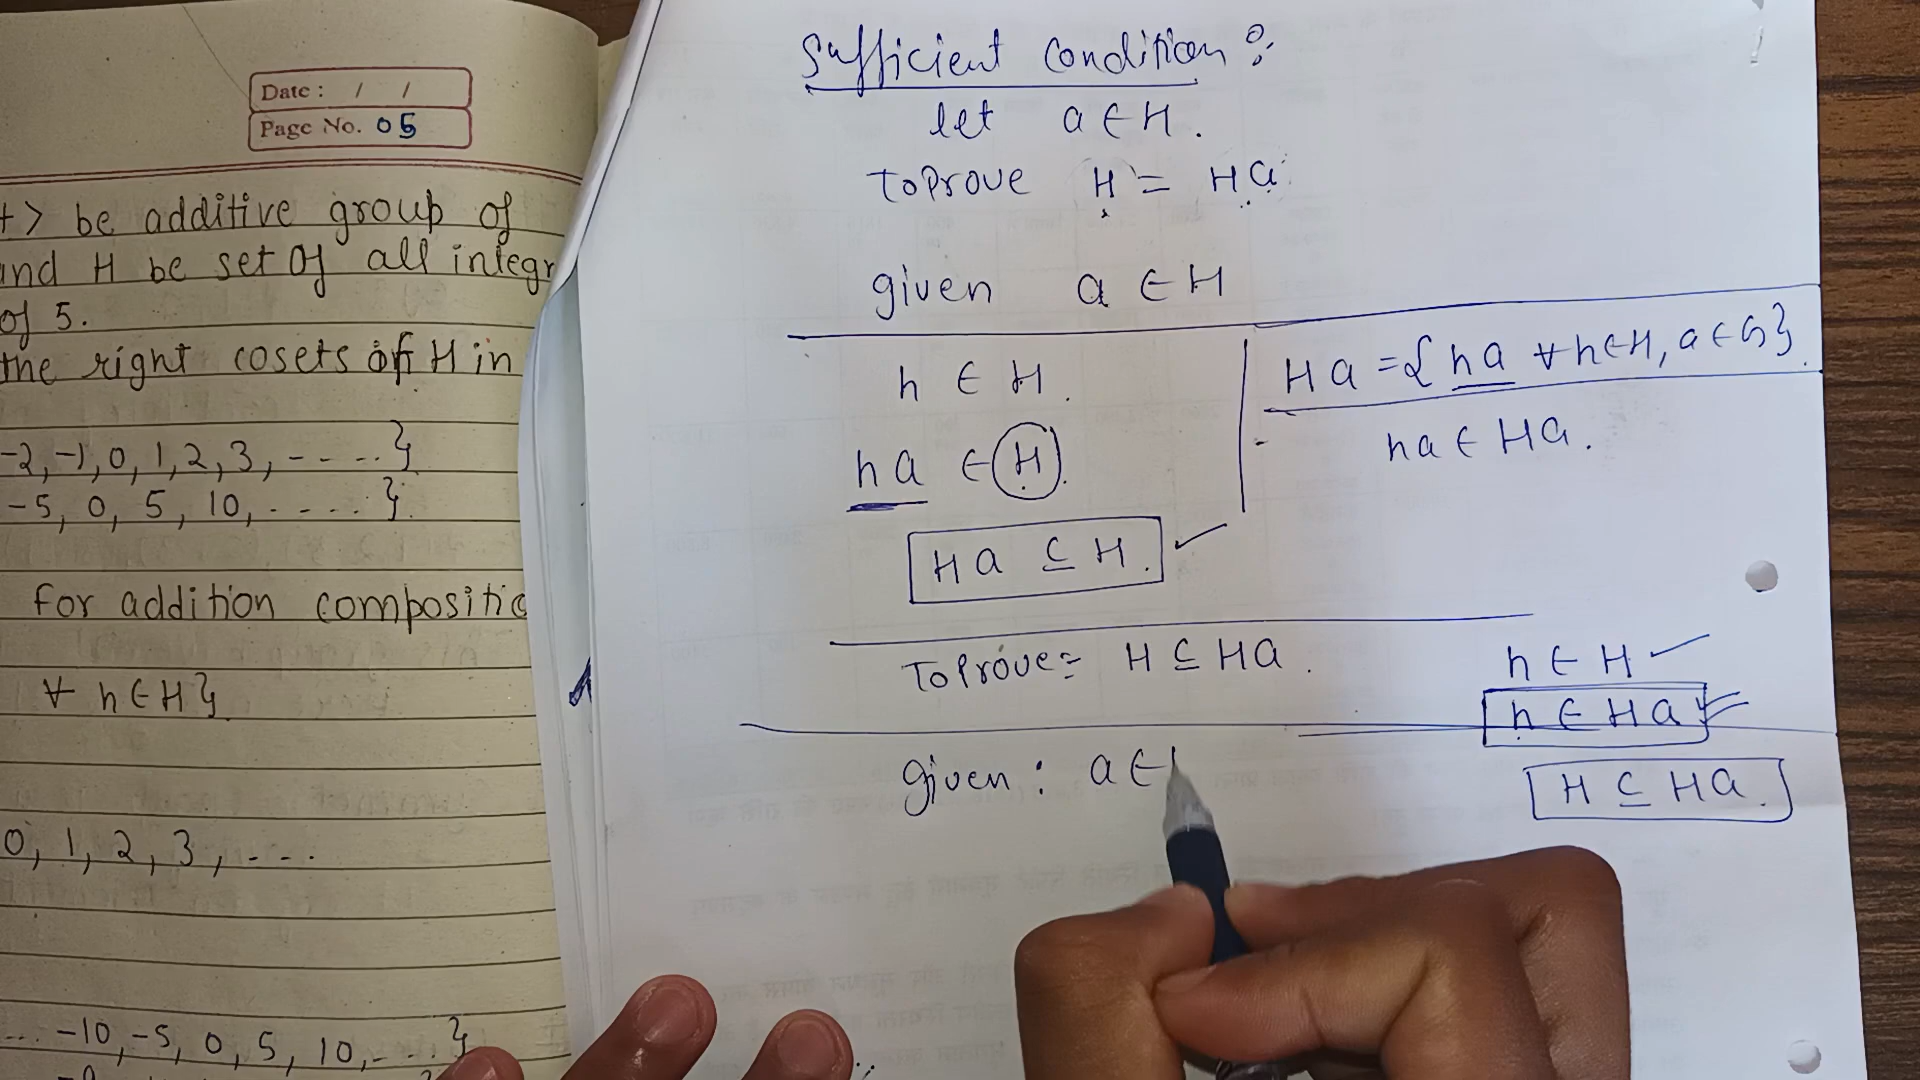 Date : / /
Page No. 05
+> be additive group of
and H be set of all integr
of 5.
the right cosets of H in
-2, -1, 0, 1, 2, 3, - - - - }
-5, 0, 5, 10, - - - - }
for addition compositio
∀ h ∈ H}
0, 1, 2, 3, - - -
... -10, -5, 0, 5, 10, - - - }
Sufficient condition :
let a ∈ H.
To Prove H = Ha
given a ∈ H
h ∈ H.
ha ∈ H.
Ha ⊆ H.
Ha = { ha ∀ h ∈ H, a ∈ G }.
ha ∈ Ha.
To Prove = H ⊆ Ha.
h ∈ H
h ∈ Ha
H ⊆ Ha.
given : a ∈